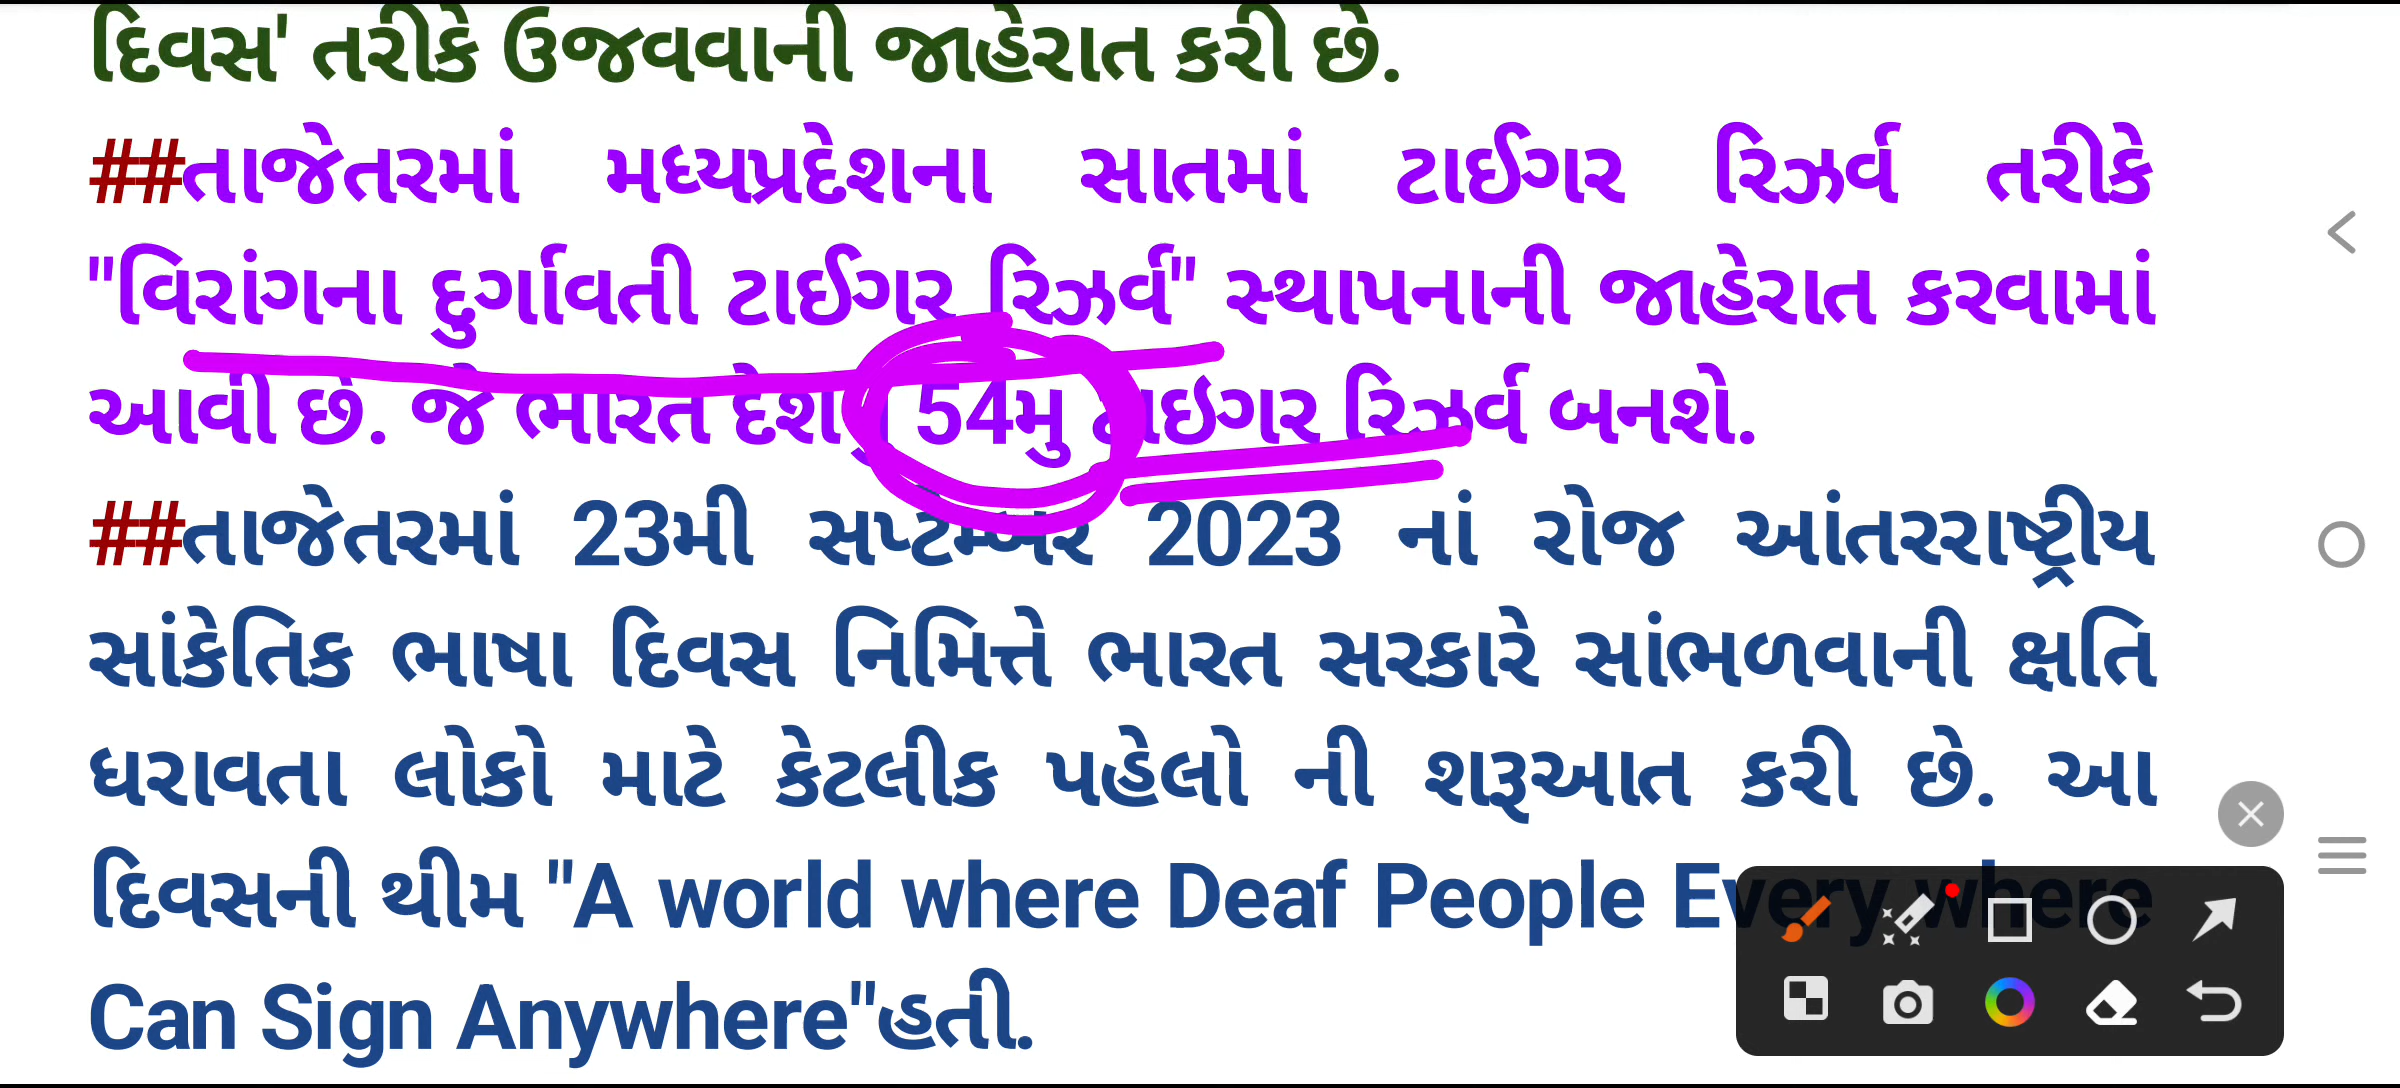 દિવસ' તરીકે ઉજવવાની જાહેરાત કરી છે.
##તાજેતરમાં મધ્યપ્રદેશના સાતમાં ટાઈગર રિઝર્વ તરીકે
"વિરાંગના દુર્ગાવતી ટાઈગર રિઝર્વ" સ્થાપનાની જાહેરાત કરવામાં
આવી છે. જે ભારત 54મુ ટાઇગર રિઝર્વ બનશે.
##તાજેતરમાં 23મી સપ્ટેમ્બર 2023 નાં રોજ આંતરરાષ્ટ્રીય
સાંકેતિક ભાષા દિવસ નિમિત્તે ભારત સરકારે સાંભળવાની ક્ષતિ
ધરાવતા લોકો માટે કેટલીક પહેલો ની શરૂઆત કરી છે. આ
દિવસની થીમ "A world where Deaf People Every where
Can Sign Anywhere"હતી.